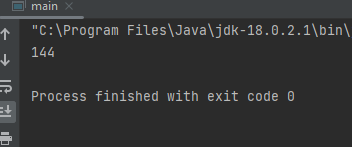 main
"C:\Program Files\Java\jdk-18.0.2.1\bin\
144
Process finished with exit code 0